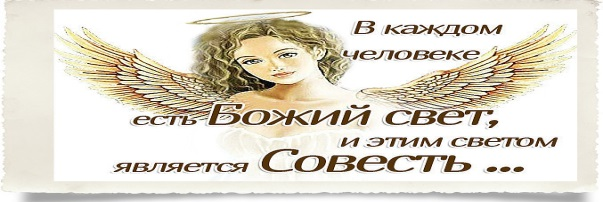 В каждом
человеке
есть Божий свет,
и этим светом
является Совесть ...